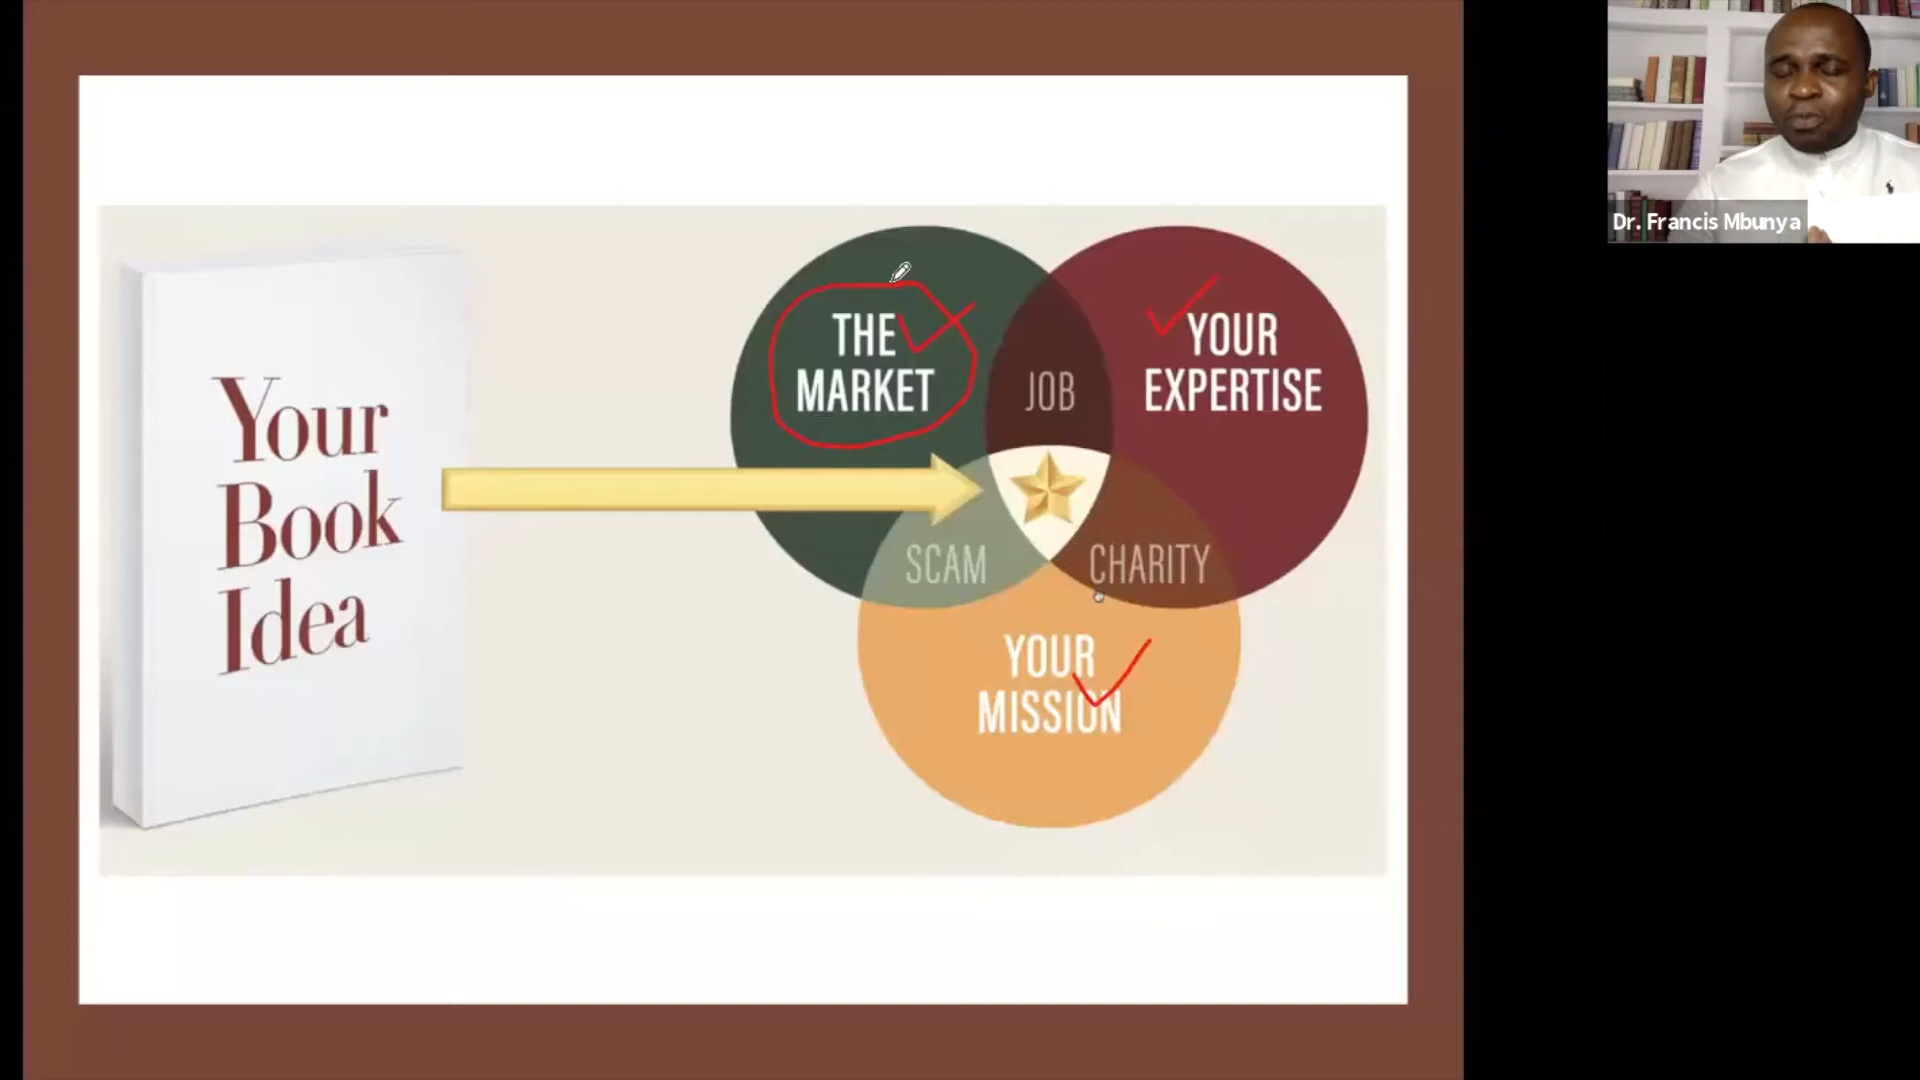 Your
Book
Idea
THE
MARKET
JOB
YOUR
EXPERTISE
SCAM
CHARITY
YOUR
MISSION
Dr. Francis Mbunya